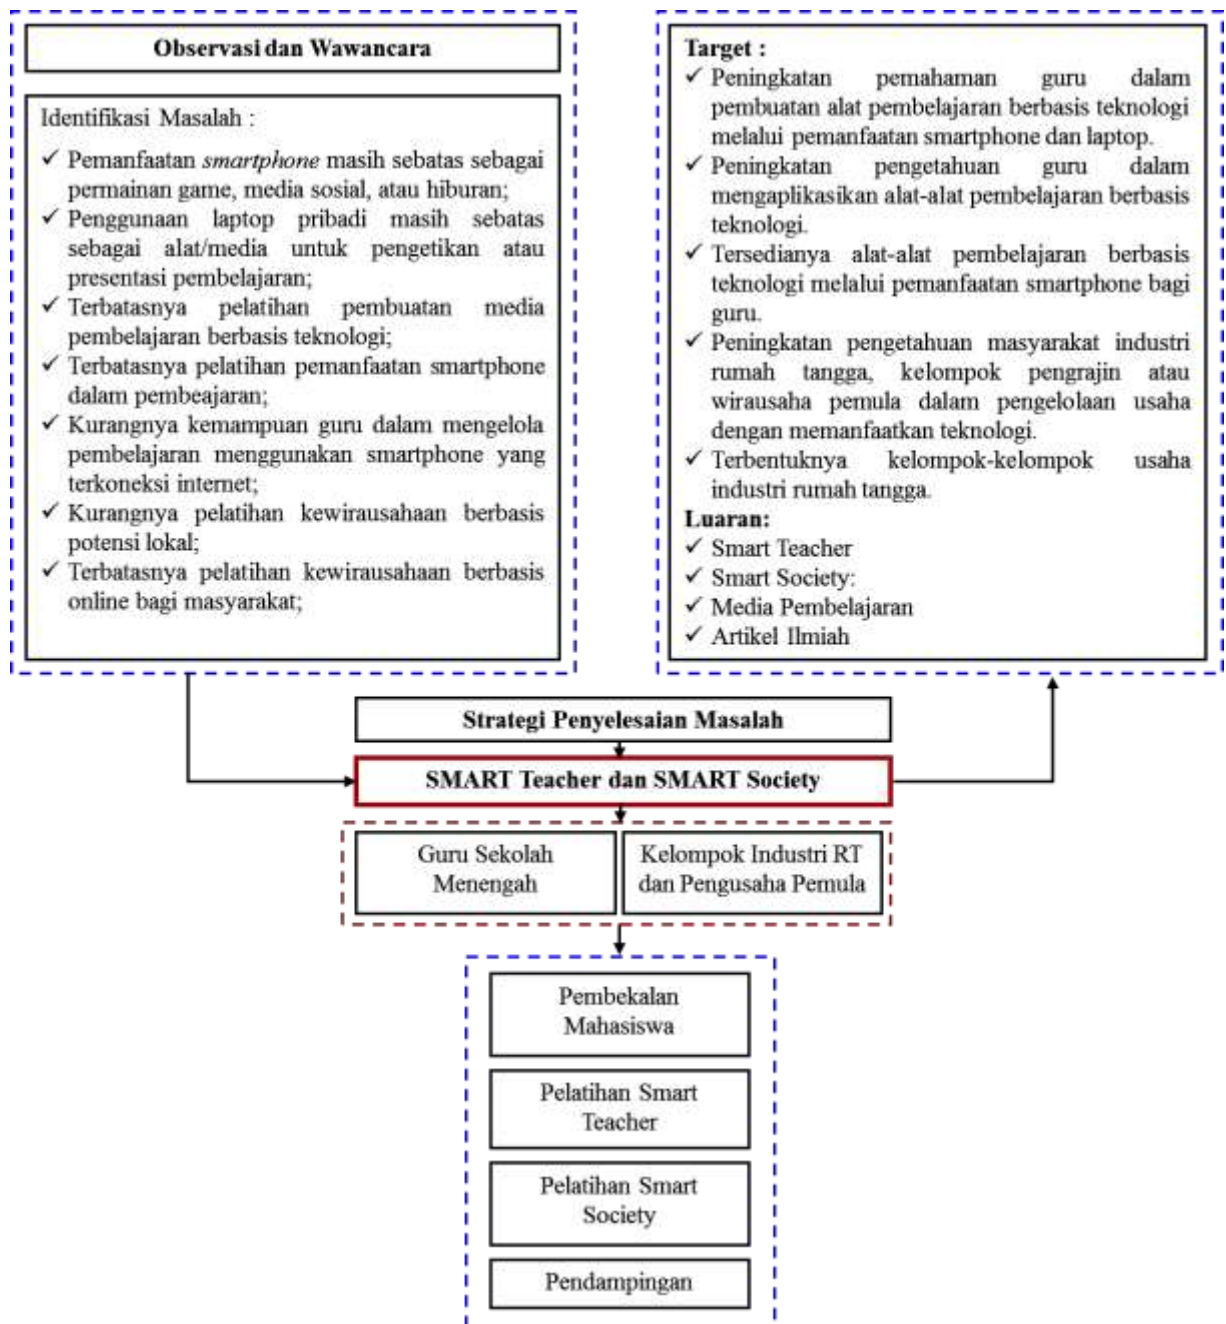 Observasi dan Wawancara
Identifikasi Masalah :
✓ Pemanfaatan smartphone masih sebatas sebagai
permainan game, media sosial, atau hiburan;
✓ Penggunaan laptop pribadi masih sebatas
sebagai alat/media untuk pengetikan atau
presentasi pembelajaran;
✓ Terbatasnya pelatihan pembuatan media
pembelajaran berbasis teknologi;
✓ Terbatasnya pelatihan pemanfaatan smartphone
dalam pembeajaran;
✓ Kurangnya kemampuan guru dalam mengelola
pembelajaran menggunakan smartphone yang
terkoneksi internet;
✓ Kurangnya pelatihan kewirausahaan berbasis
potensi lokal;
✓ Terbatasnya pelatihan kewirausahaan berbasis
online bagi masyarakat;
Target :
✓ Peningkatan pemahaman guru dalam
pembuatan alat pembelajaran berbasis teknologi
melalui pemanfaatan smartphone dan laptop.
✓ Peningkatan pengetahuan guru dalam
mengaplikasikan alat-alat pembelajaran berbasis
teknologi.
✓ Tersedianya alat-alat pembelajaran berbasis
teknologi melalui pemanfaatan smartphone bagi
guru.
✓ Peningkatan pengetahuan masyarakat industri
rumah tangga, kelompok pengrajin atau
wirausaha pemula dalam pengelolaan usaha
dengan memanfaatkan teknologi.
✓ Terbentuknya kelompok-kelompok usaha
industri rumah tangga.
Luaran:
✓ Smart Teacher
✓ Smart Society:
✓ Media Pembelajaran
✓ Artikel Ilmiah
Strategi Penyelesaian Masalah
SMART Teacher dan SMART Society
Guru Sekolah
Menengah
Kelompok Industri RT
dan Pengusaha Pemula
Pembekalan
Mahasiswa
Pelatihan Smart
Teacher
Pelatihan Smart
Society
Pendampingan